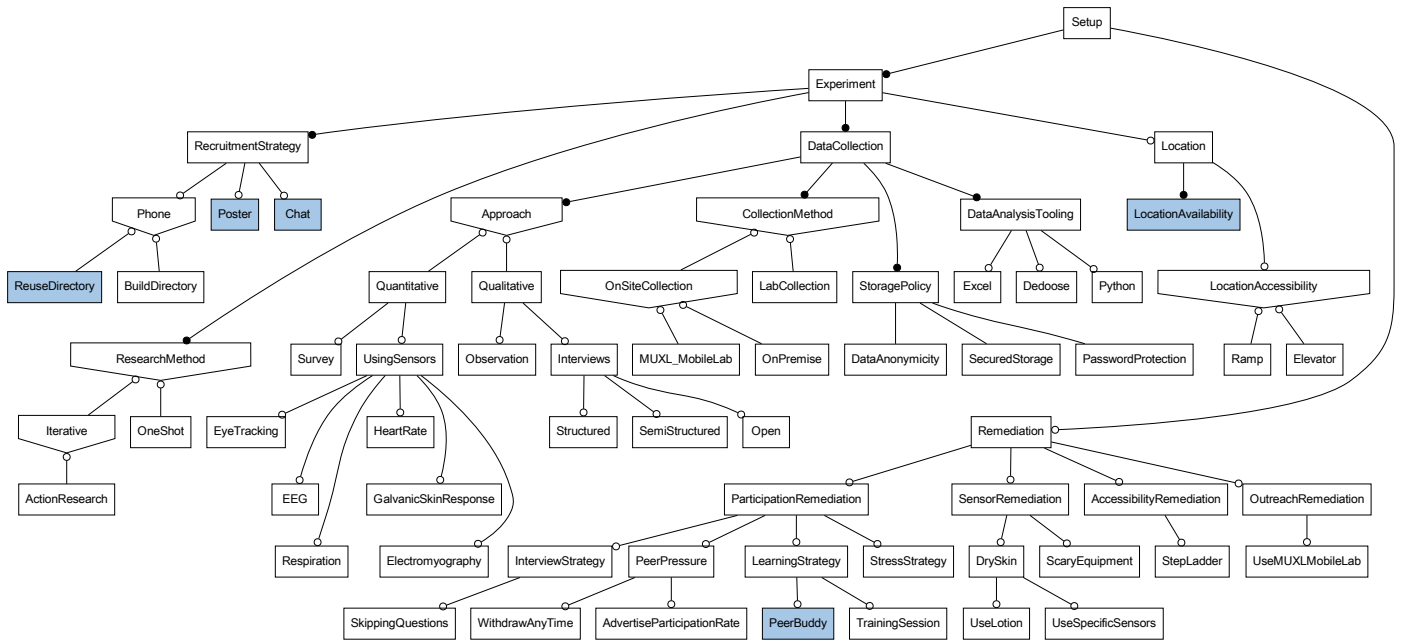 Setup
Experiment
RecruitmentStrategy
DataCollection
Location
Phone
Poster
Chat
Approach
CollectionMethod
DataAnalysisTooling
LocationAvailability
ReuseDirectory
BuildDirectory
Quantitative
Qualitative
OnSiteCollection
LabCollection
StoragePolicy
Excel
Dedoose
Python
LocationAccessibility
ResearchMethod
Survey
UsingSensors
Observation
Interviews
MUXL_MobileLab
OnPremise
DataAnonymicity
SecuredStorage
PasswordProtection
Ramp
Elevator
Iterative
OneShot
EyeTracking
HeartRate
Structured
SemiStructured
Open
Remediation
ActionResearch
EEG
GalvanicSkinResponse
ParticipationRemediation
SensorRemediation
AccessibilityRemediation
OutreachRemediation
Respiration
Electromyography
InterviewStrategy
PeerPressure
LearningStrategy
StressStrategy
DrySkin
ScaryEquipment
StepLadder
UseMUXLMobileLab
SkippingQuestions
WithdrawAnyTime
AdvertiseParticipationRate
PeerBuddy
TrainingSession
UseLotion
UseSpecificSensors